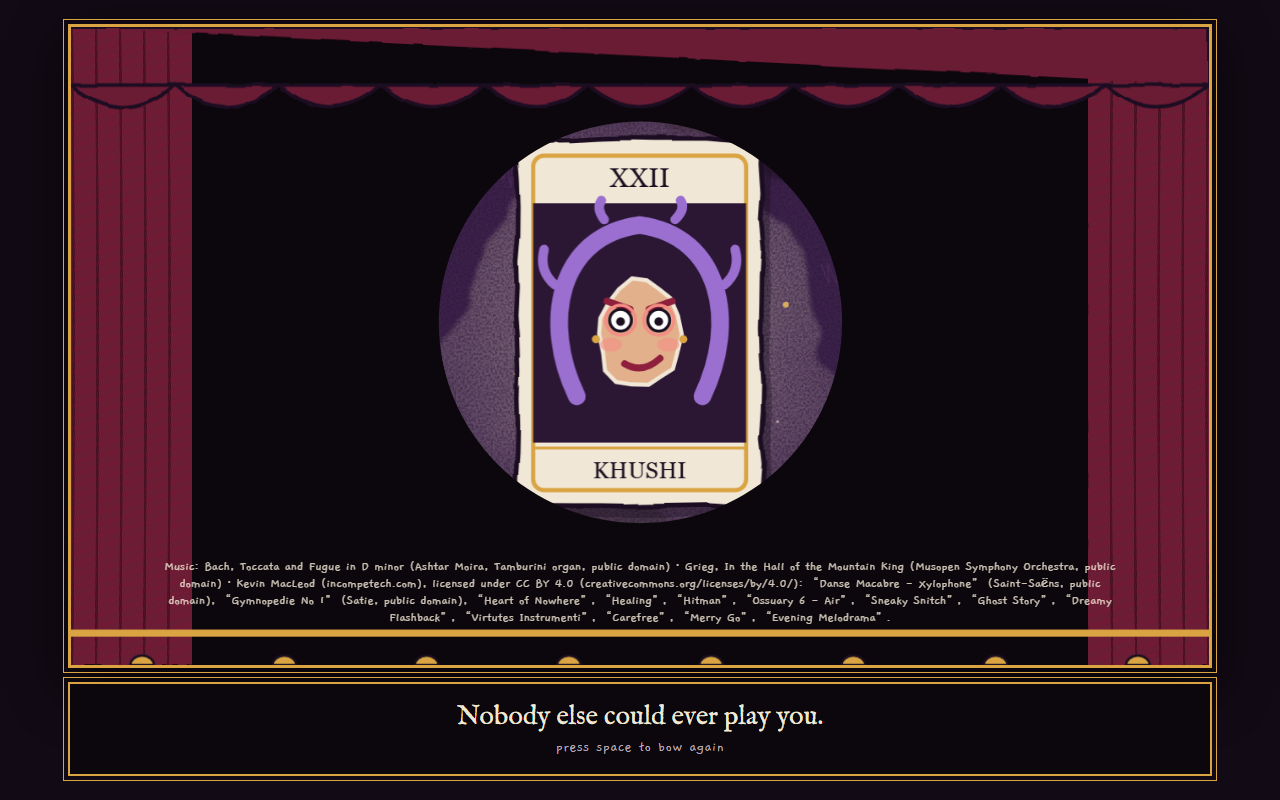 XXII
KHUSHI
Music: Bach, Toccata and Fugue in D minor (Ashtar Moira, Tamburini organ, public domain) · Grieg, In the Hall of the Mountain King (Musopen Symphony Orchestra, public
domain) · Kevin MacLeod (incompetech.com), licensed under CC BY 4.0 (creativecommons.org/licenses/by/4.0/): “Danse Macabre - Xylophone” (Saint-Saëns, public
domain), “Gymnopedie No 1” (Satie, public domain), “Heart of Nowhere”, “Healing”, “Hitman”, “Ossuary 6 - Air”, “Sneaky Snitch”, “Ghost Story”, “Dreamy
Flashback”, “Virtutes Instrumenti”, “Carefree”, “Merry Go”, “Evening Melodrama”.
Nobody else could ever play you.
press space to bow again